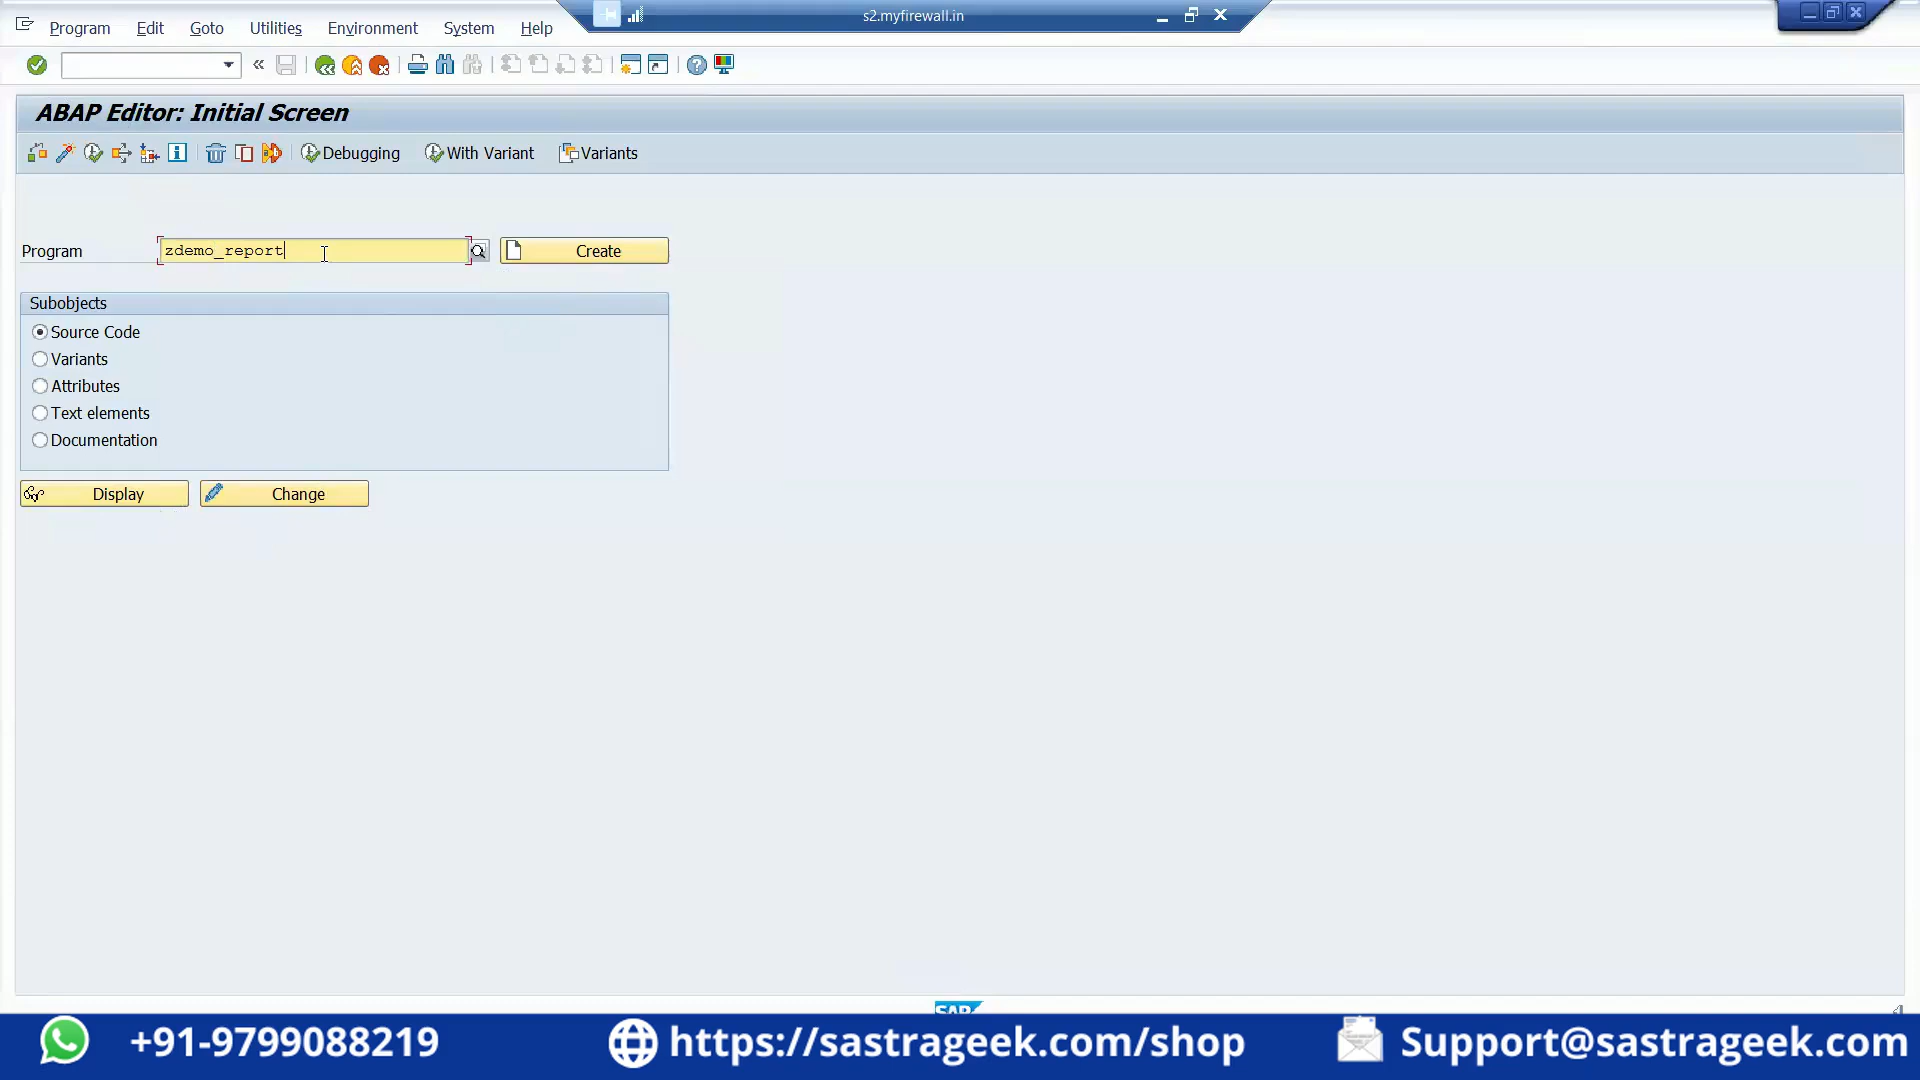 s2.myfirewall.in
Program Edit Goto Utilities Environment System Help
ABAP Editor: Initial Screen
Debugging With Variant Variants
Program zdemo_report Create
Subobjects
Source Code
Variants
Attributes
Text elements
Documentation
Display Change
SAP
+91-9799088219 https://sastrageek.com/shop Support@sastrageek.com